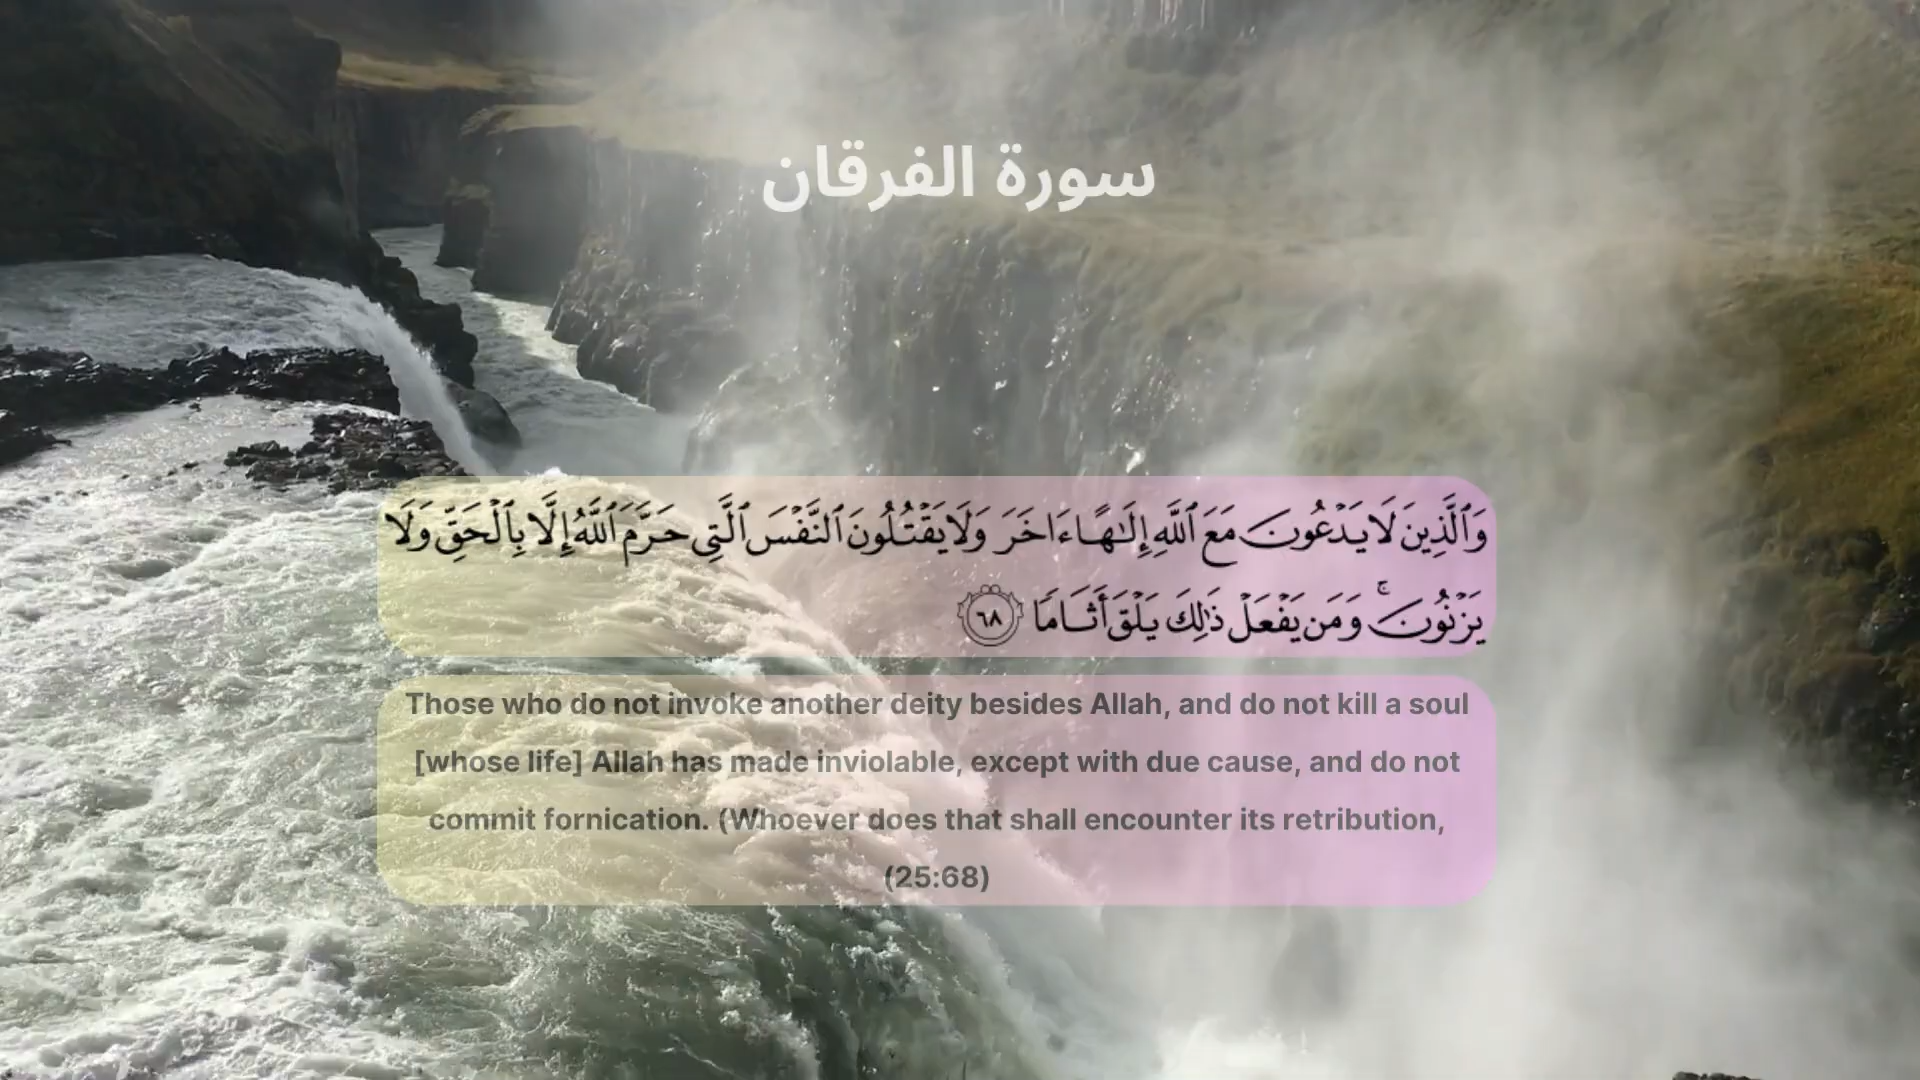 سورة الفرقان
وَٱلَّذِينَ لَا يَدْعُونَ مَعَ ٱللَّهِ إِلَـٰهًا ءَاخَرَ وَلَا يَقْتُلُونَ ٱلنَّفْسَ ٱلَّتِى حَرَّمَ ٱللَّهُ إِلَّا بِٱلْحَقِّ وَلَا
يَزْنُونَ ۚ وَمَن يَفْعَلْ ذَٰلِكَ يَلْقَ أَثَامًا ٦٨
Those who do not invoke another deity besides Allah, and do not kill a soul
[whose life] Allah has made inviolable, except with due cause, and do not
commit fornication. (Whoever does that shall encounter its retribution,
(25:68)